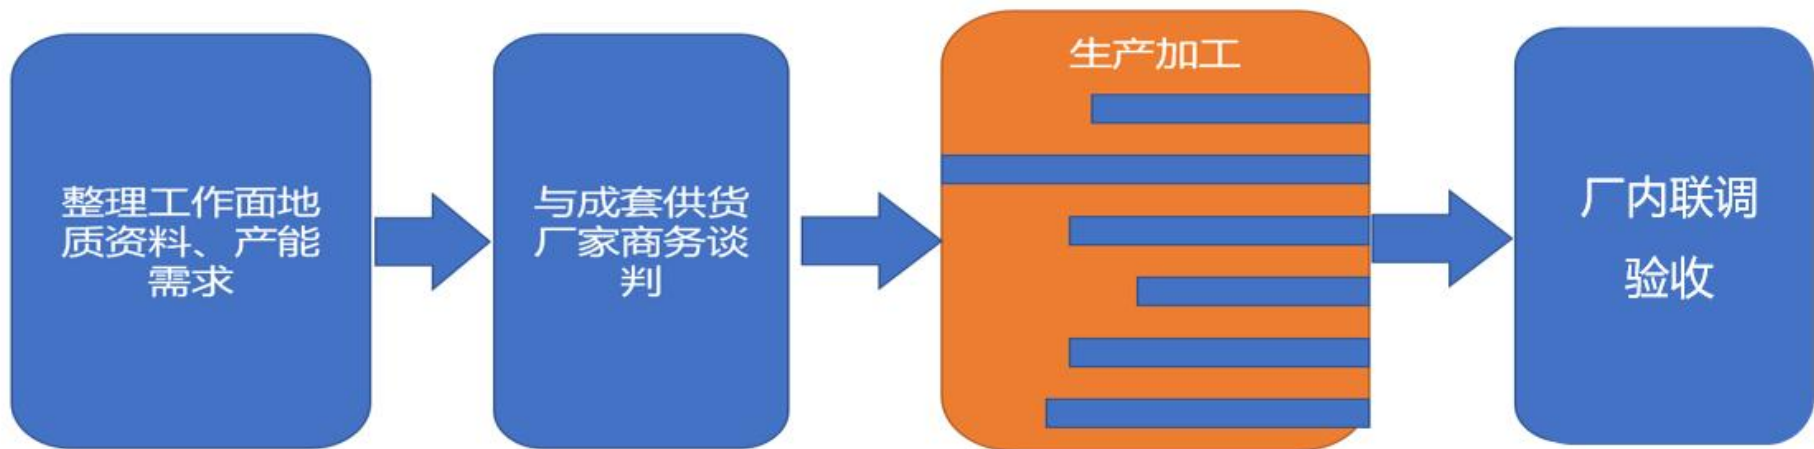 整理工作面地
质资料、产能
需求
与成套供货
厂家商务谈
判
生产加工
厂内联调
验收